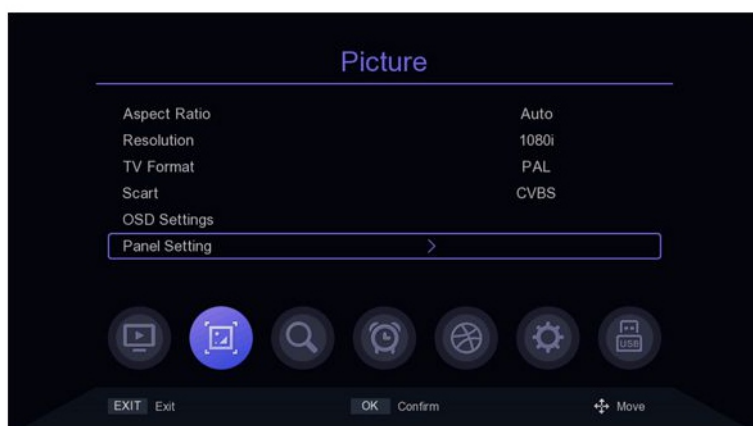 Picture
Aspect Ratio Auto
Resolution 1080i
TV Format PAL
Scart CVBS
OSD Settings
Panel Setting >
USB
EXIT Exit OK Confirm Move